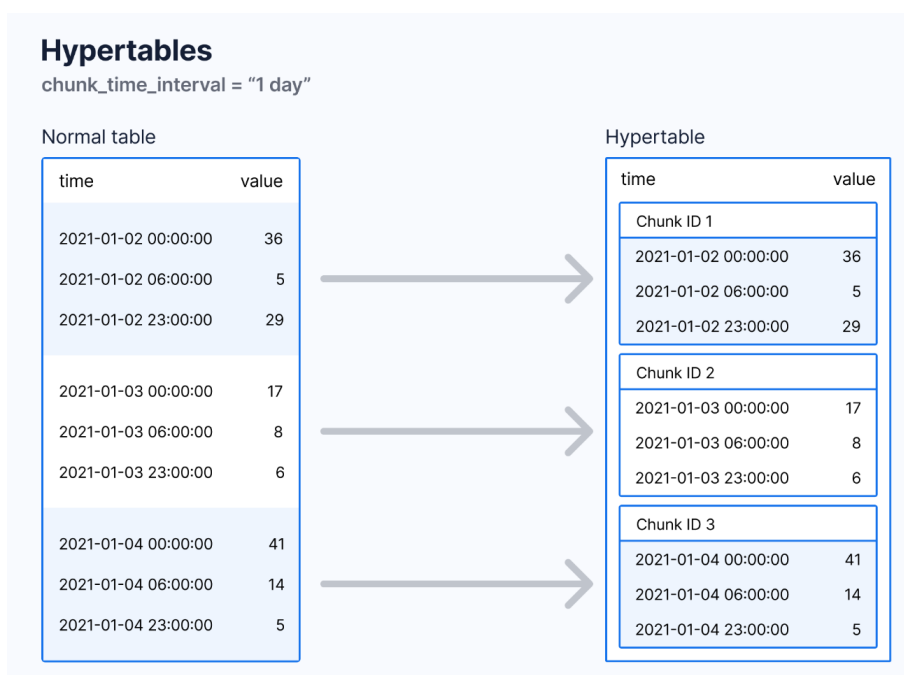 Hypertables
chunk_time_interval = “1 day”
Normal table
time value
2021-01-02 00:00:00 36
2021-01-02 06:00:00 5
2021-01-02 23:00:00 29
2021-01-03 00:00:00 17
2021-01-03 06:00:00 8
2021-01-03 23:00:00 6
2021-01-04 00:00:00 41
2021-01-04 06:00:00 14
2021-01-04 23:00:00 5
Hypertable
time value
Chunk ID 1
2021-01-02 00:00:00 36
2021-01-02 06:00:00 5
2021-01-02 23:00:00 29
Chunk ID 2
2021-01-03 00:00:00 17
2021-01-03 06:00:00 8
2021-01-03 23:00:00 6
Chunk ID 3
2021-01-04 00:00:00 41
2021-01-04 06:00:00 14
2021-01-04 23:00:00 5